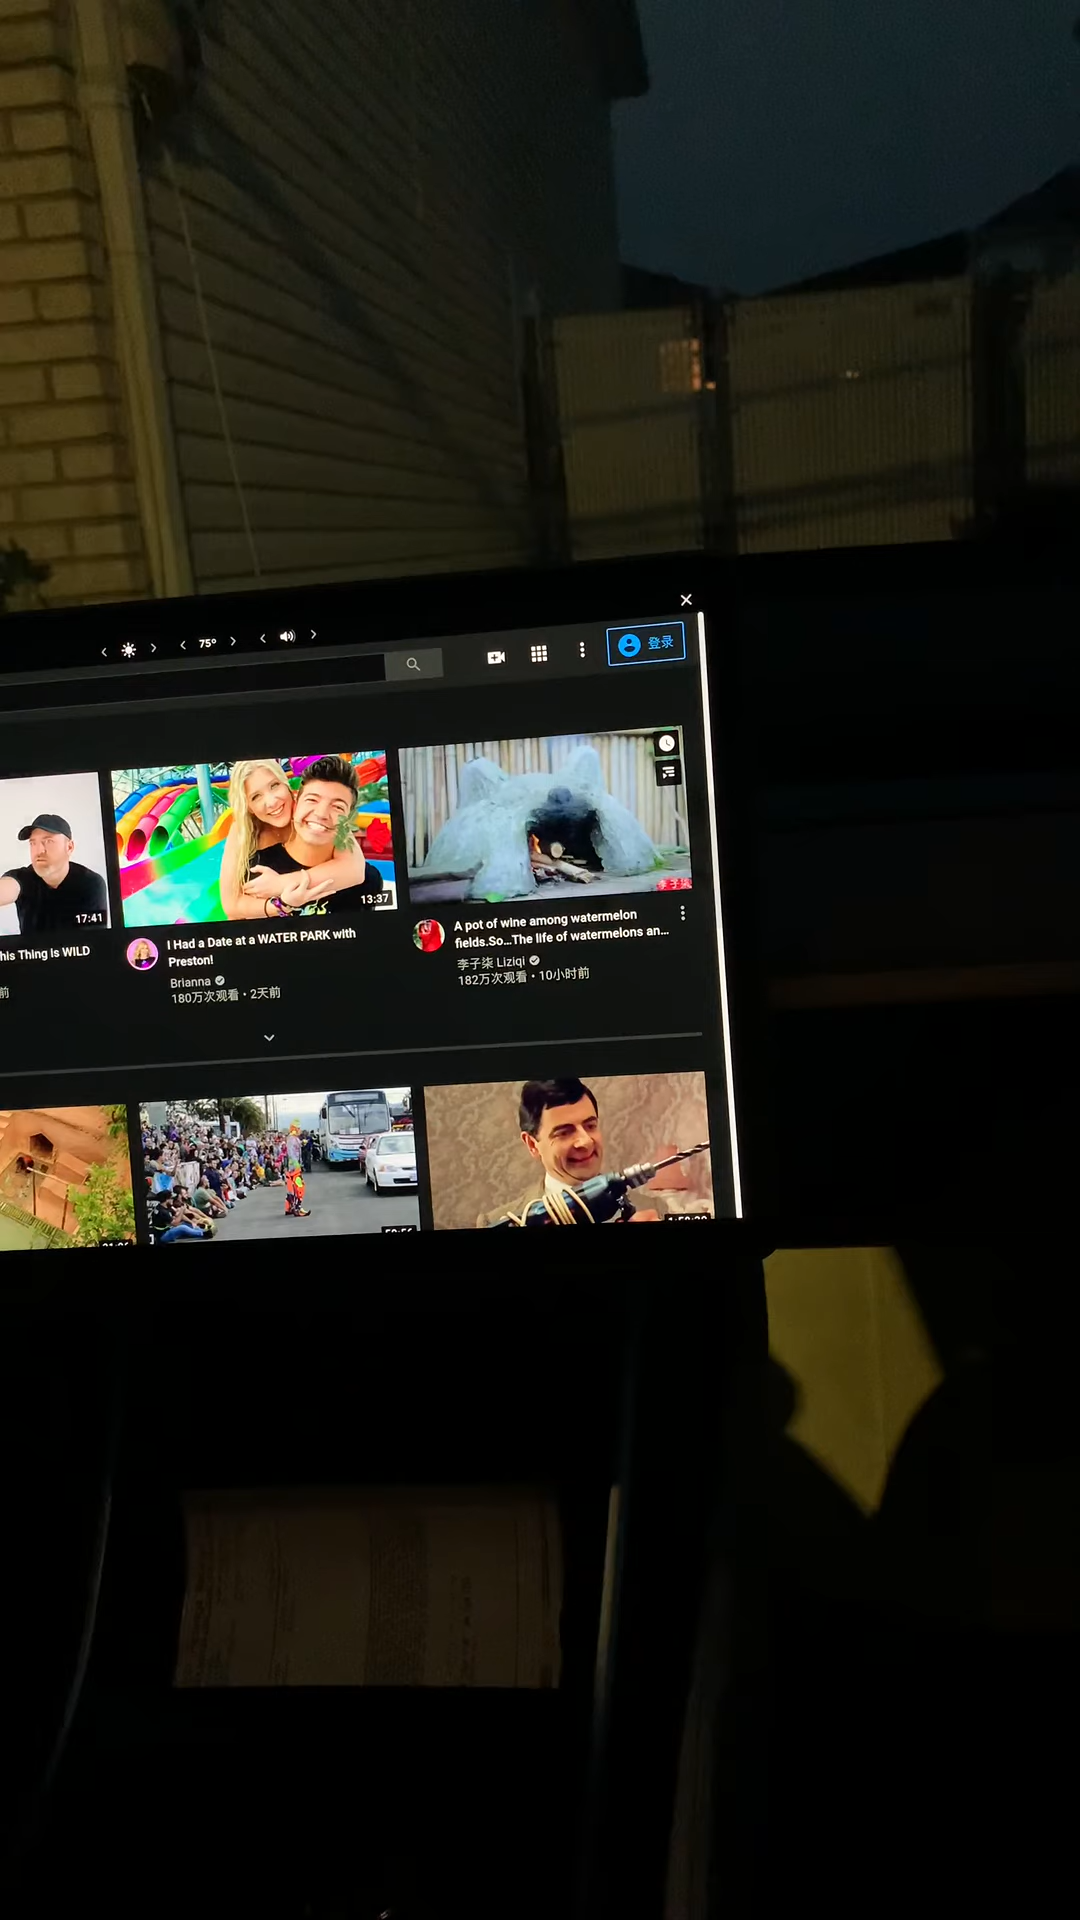 75°
登录
17:41
13:37
李子柒
his Thing is WILD
前
I Had a Date at a WATER PARK with
Preston!
Brianna
180万次观看・2天前
A pot of wine among watermelon
fields.So...The life of watermelons an...
李子柒 Liziqi
182万次观看・10小时前